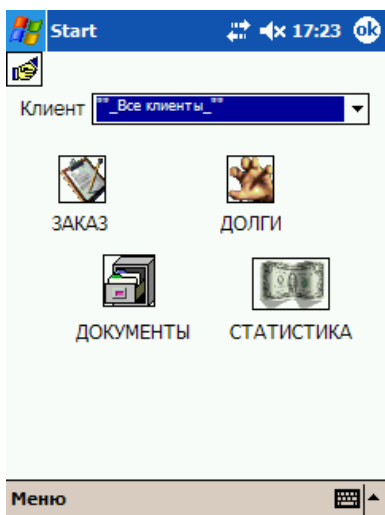 Start 17:23 ok
Клиент ""_Все клиенты_""
ЗАКАЗ ДОЛГИ
ДОКУМЕНТЫ СТАТИСТИКА
Меню